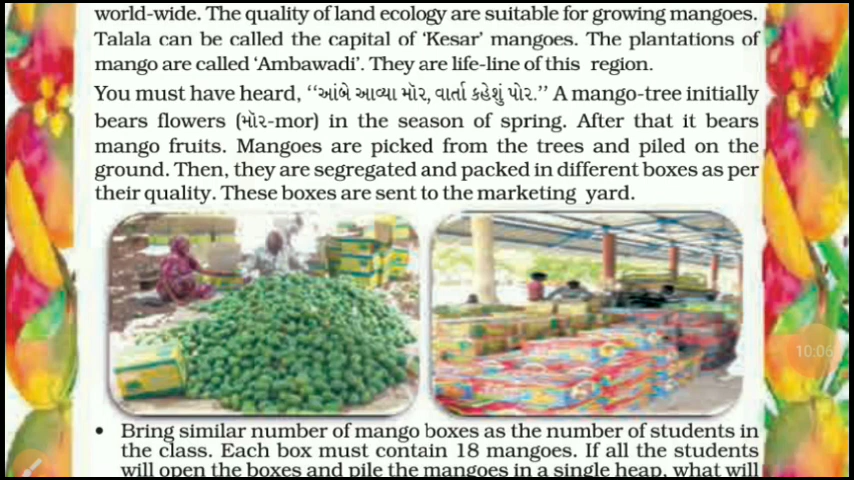 world-wide. The quality of land ecology are suitable for growing mangoes.
Talala can be called the capital of ‘Kesar’ mangoes. The plantations of
mango are called ‘Ambawadi’. They are life-line of this region.
You must have heard, “આંબે આવ્યા મૉર, વાર્તા કહેશું પોર.” A mango-tree initially
bears flowers (મૉર-mor) in the season of spring. After that it bears
mango fruits. Mangoes are picked from the trees and piled on the
ground. Then, they are segregated and packed in different boxes as per
their quality. These boxes are sent to the marketing yard.
10:06
• Bring similar number of mango boxes as the number of students in
the class. Each box must contain 18 mangoes. If all the students
will open the boxes and pile the mangoes in a single heap, what will